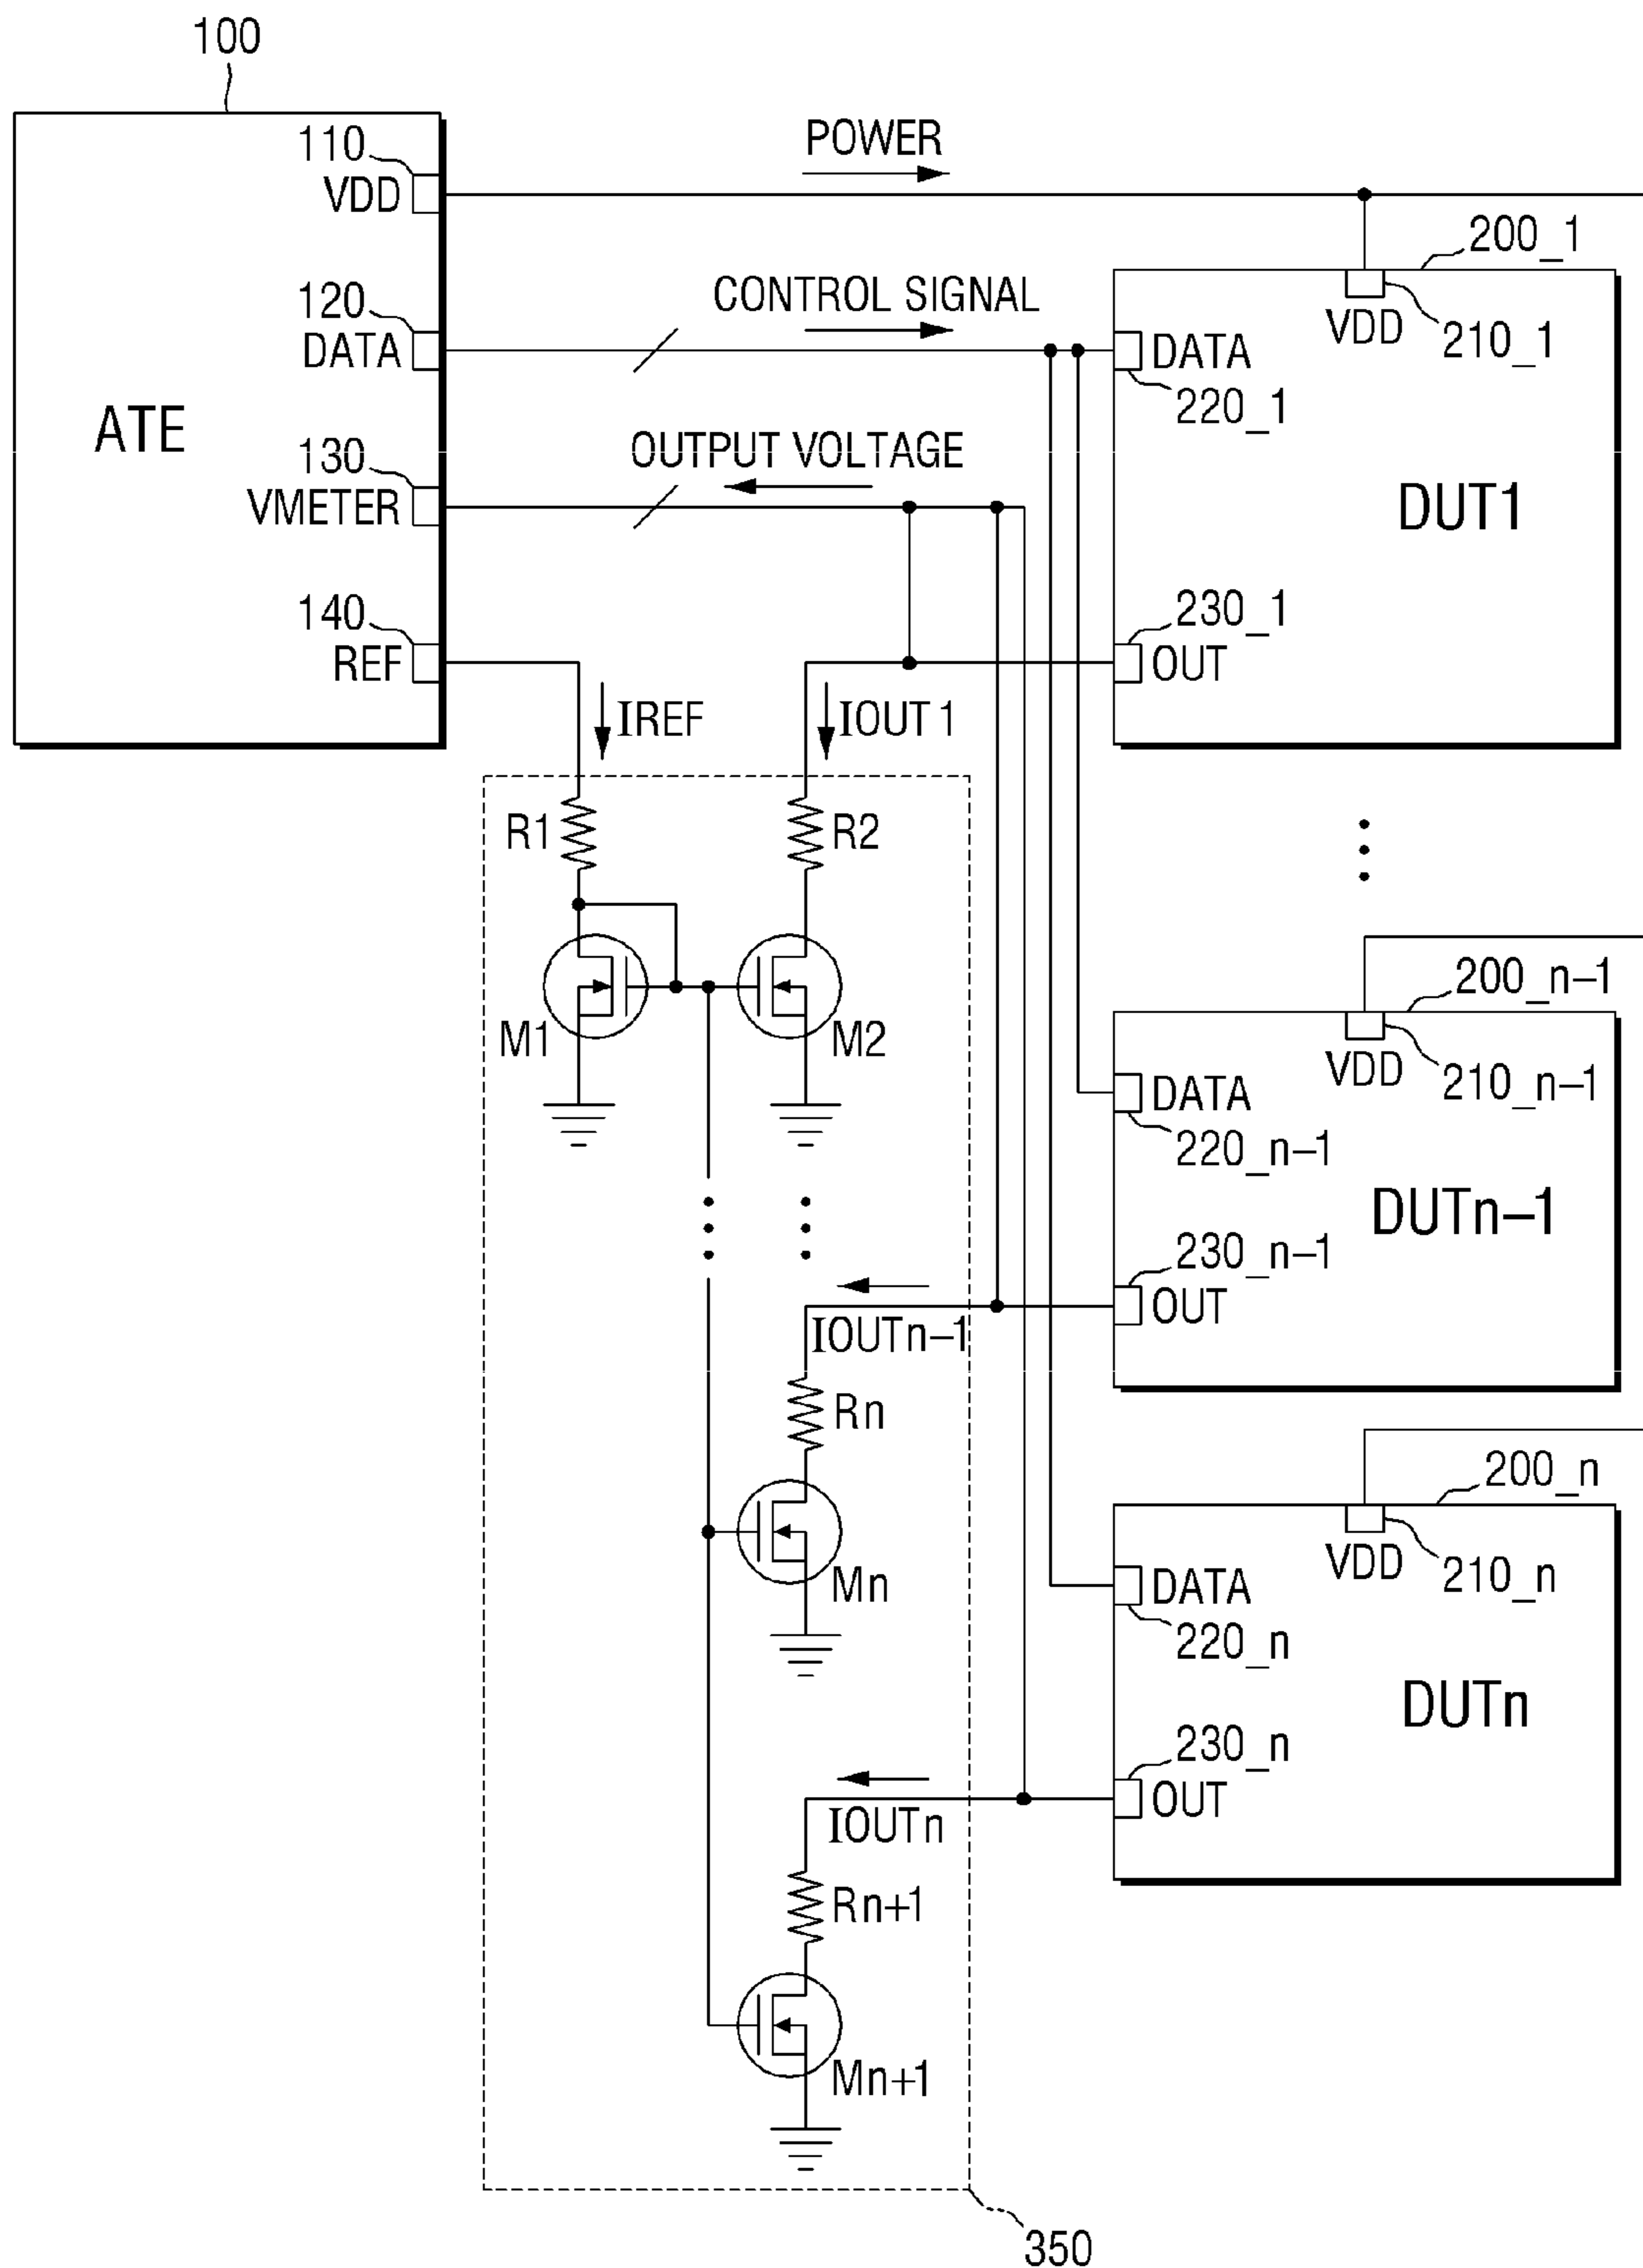 100
110
VDD
POWER
200_1
VDD
210_1
120
DATA
CONTROL SIGNAL
DATA
220_1
ATE
130
VMETER
OUTPUT VOLTAGE
DUT1
140
REF
230_1
OUT
IREF
IOUT1
R1
R2
M1
M2
200_n–1
VDD
210_n–1
DATA
220_n–1
DUTn–1
230_n–1
OUT
IOUTn–1
Rn
Mn
200_n
VDD
210_n
DATA
220_n
DUTn
230_n
OUT
IOUTn
Rn+1
Mn+1
350